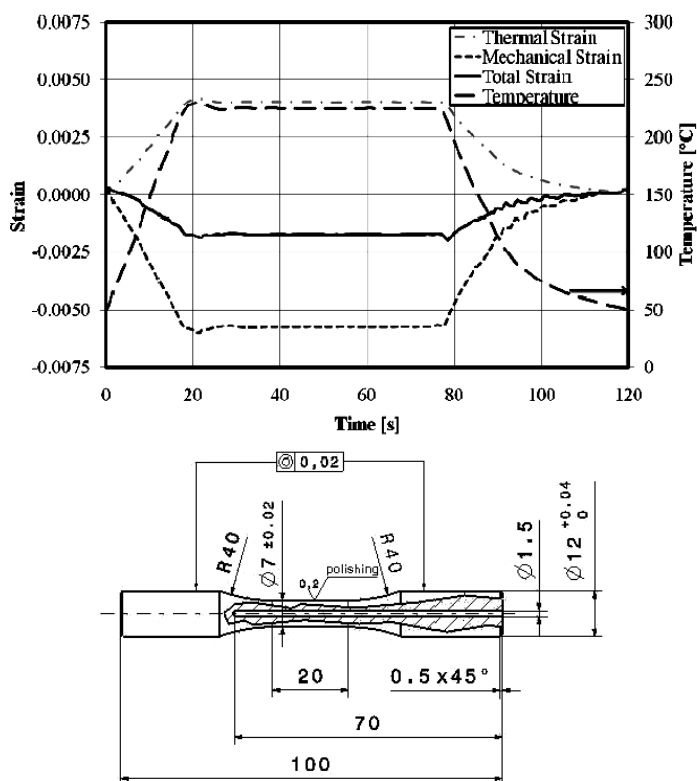 0.0075
0.0050
0.0025
0.0000
-0.0025
-0.0050
-0.0075
Strain
300
250
200
150
100
50
0
Temperature [°C]
Thermal Strain
Mechanical Strain
Total Strain
Temperature
0 20 40 60 80 100 120
Time [s]
◎ 0,02
R40
Ø7 ±0.02
0,2
polishing
R40
Ø1.5
Ø12 +0.04 0
20
0.5x45°
70
100